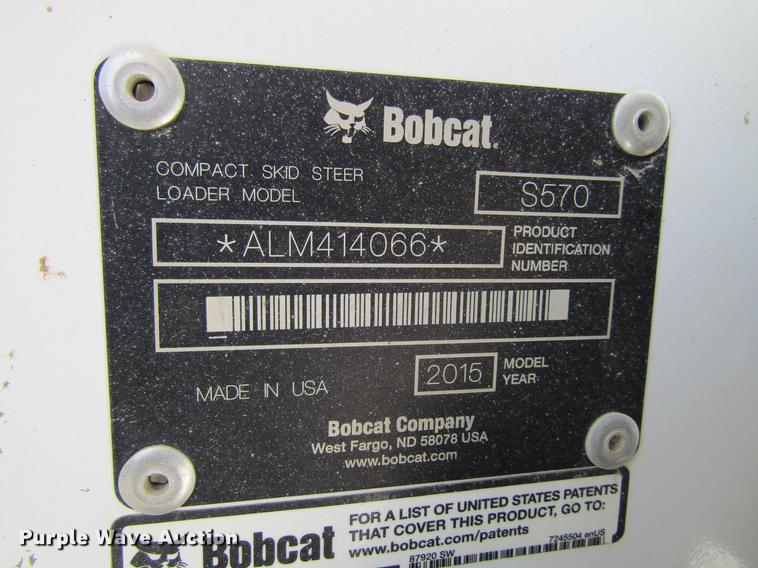 Bobcat
COMPACT SKID STEER
LOADER MODEL
S570
*ALM414066*
PRODUCT
IDENTIFICATION
NUMBER
MADE IN USA
2015
MODEL
YEAR
Bobcat Company
West Fargo, ND 58078 USA
www.bobcat.com
Bobcat
FOR A LIST OF UNITED STATES PATENTS
THAT COVER THIS PRODUCT, GO TO:
www.bobcat.com/patents
7245504 enUS
87920 SW
Purple Wave Auction